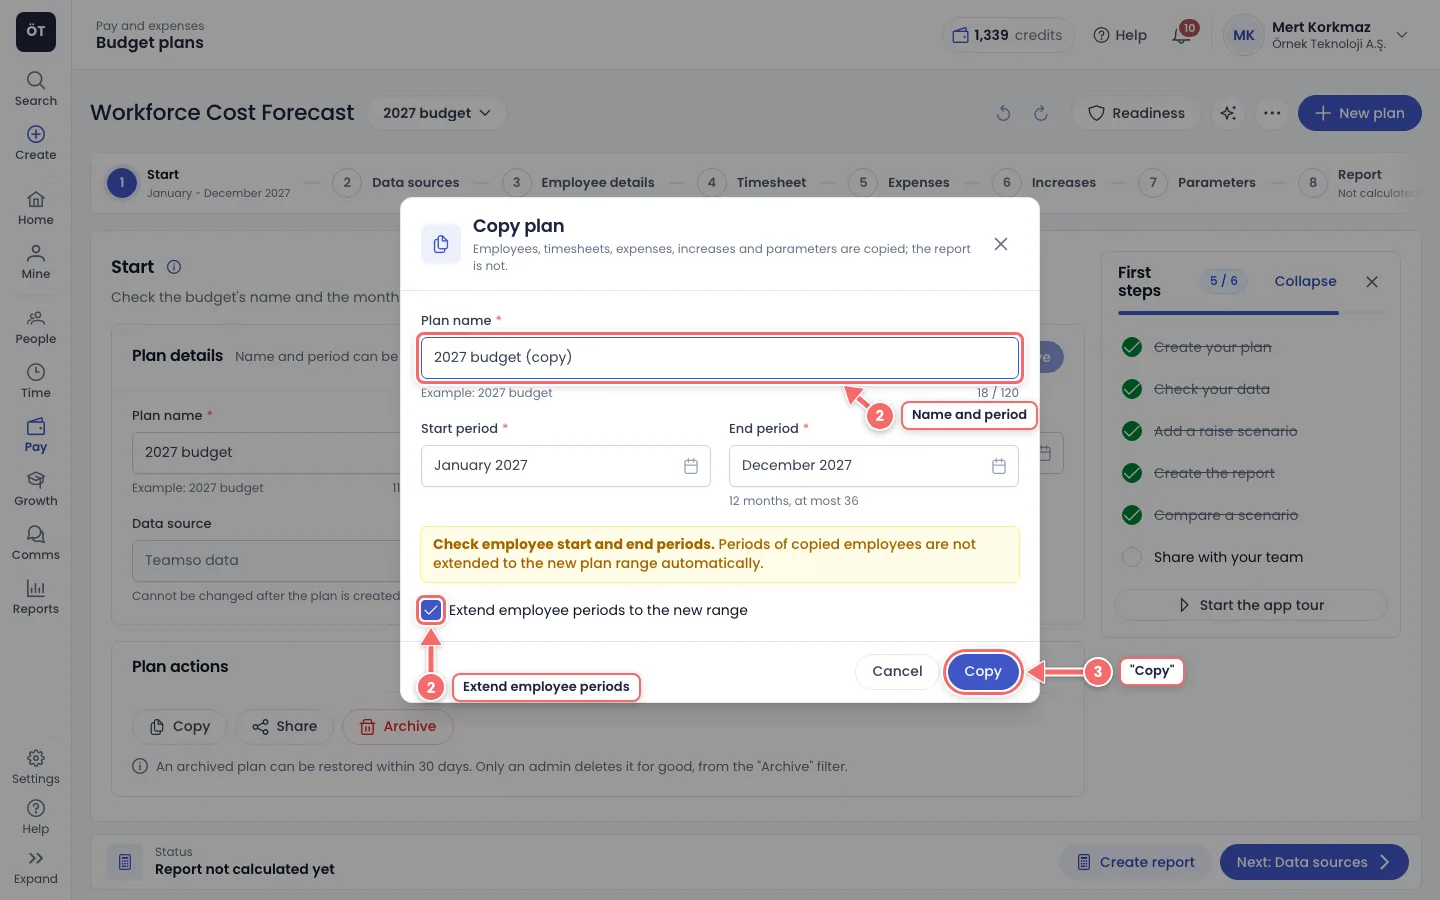 ÖT
Pay and expenses
Budget plans
1,339 credits
Help
10
MK
Mert Korkmaz
Örnek Teknoloji A.Ş.
Search
Create
Home
Mine
People
Time
Pay
Growth
Comms
Reports
Settings
Help
Expand
Workforce Cost Forecast
2027 budget
Readiness
New plan
1
Start
January - December 2027
2
Data sources
3
Employee details
4
Timesheet
5
Expenses
6
Increases
7
Parameters
8
Report
Not calculated
Start
Check the budget's name and the month
Plan details
Name and period can be
Plan name *
2027 budget
Example: 2027 budget
11
Data source
Teamso data
Cannot be changed after the plan is created
Plan actions
Copy
Share
Archive
An archived plan can be restored within 30 days. Only an admin deletes it for good, from the "Archive" filter.
Copy plan
Employees, timesheets, expenses, increases and parameters are copied; the report
is not.
Plan name *
2027 budget (copy)
Example: 2027 budget
18 / 120
2
Name and period
Start period *
January 2027
End period *
December 2027
12 months, at most 36
Check employee start and end periods. Periods of copied employees are not
extended to the new plan range automatically.
Extend employee periods to the new range
2
Extend employee periods
Cancel
Copy
3
"Copy"
First
steps
5 / 6
Collapse
Create your plan
Check your data
Add a raise scenario
Create the report
Compare a scenario
Share with your team
Start the app tour
Status
Report not calculated yet
Create report
Next: Data sources